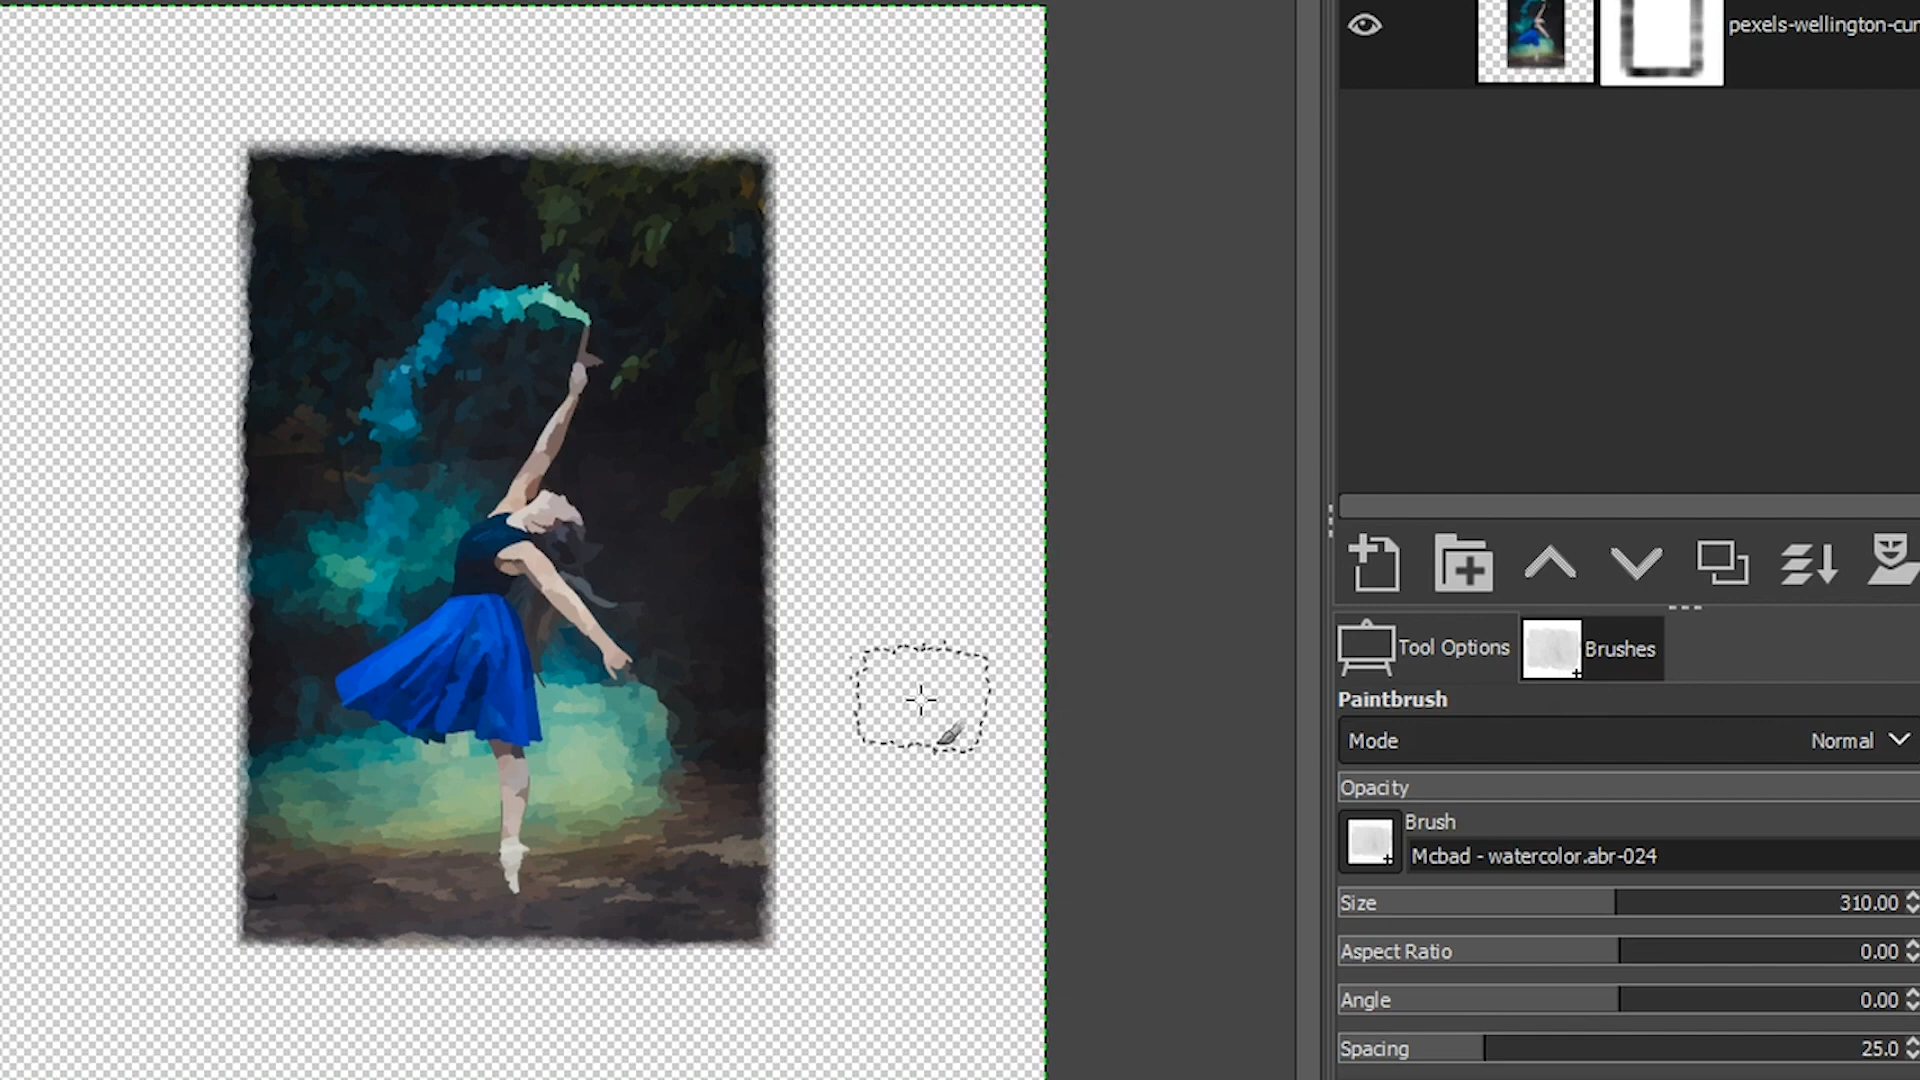 pexels-wellington-cur
Tool Options
Brushes
Paintbrush
Mode Normal
Opacity
Brush
Mcbad - watercolor.abr-024
Size 310.00
Aspect Ratio 0.00
Angle 0.00
Spacing 25.0